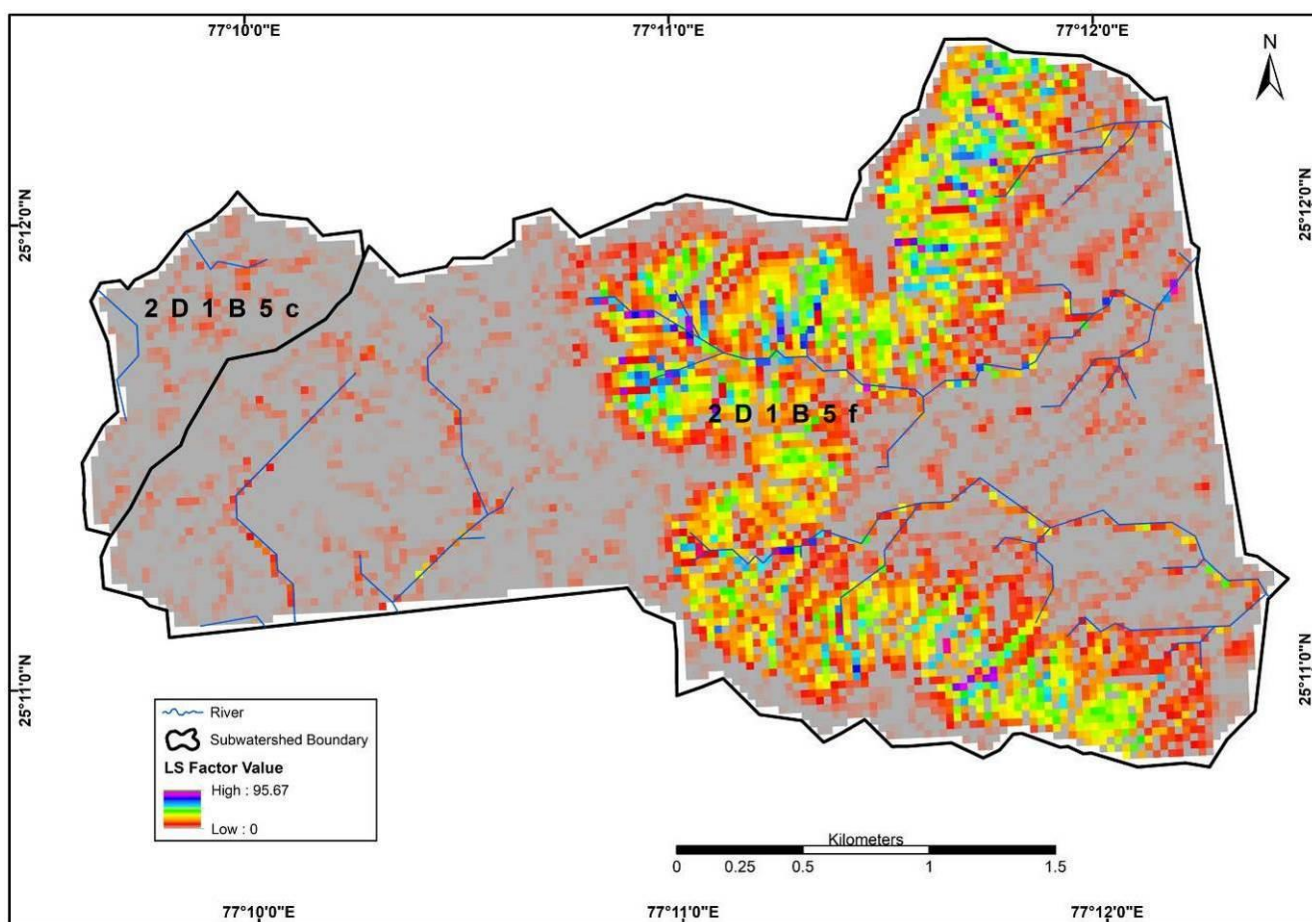 77°10'0"E 77°11'0"E 77°12'0"E
N
25°12'0"N 25°12'0"N
2 D 1 B 5 c
2 D 1 B 5 f
25°11'0"N 25°11'0"N
River
Subwatershed Boundary
LS Factor Value
High : 95.67
Low : 0
Kilometers
0 0.25 0.5 1 1.5
77°10'0"E 77°11'0"E 77°12'0"E